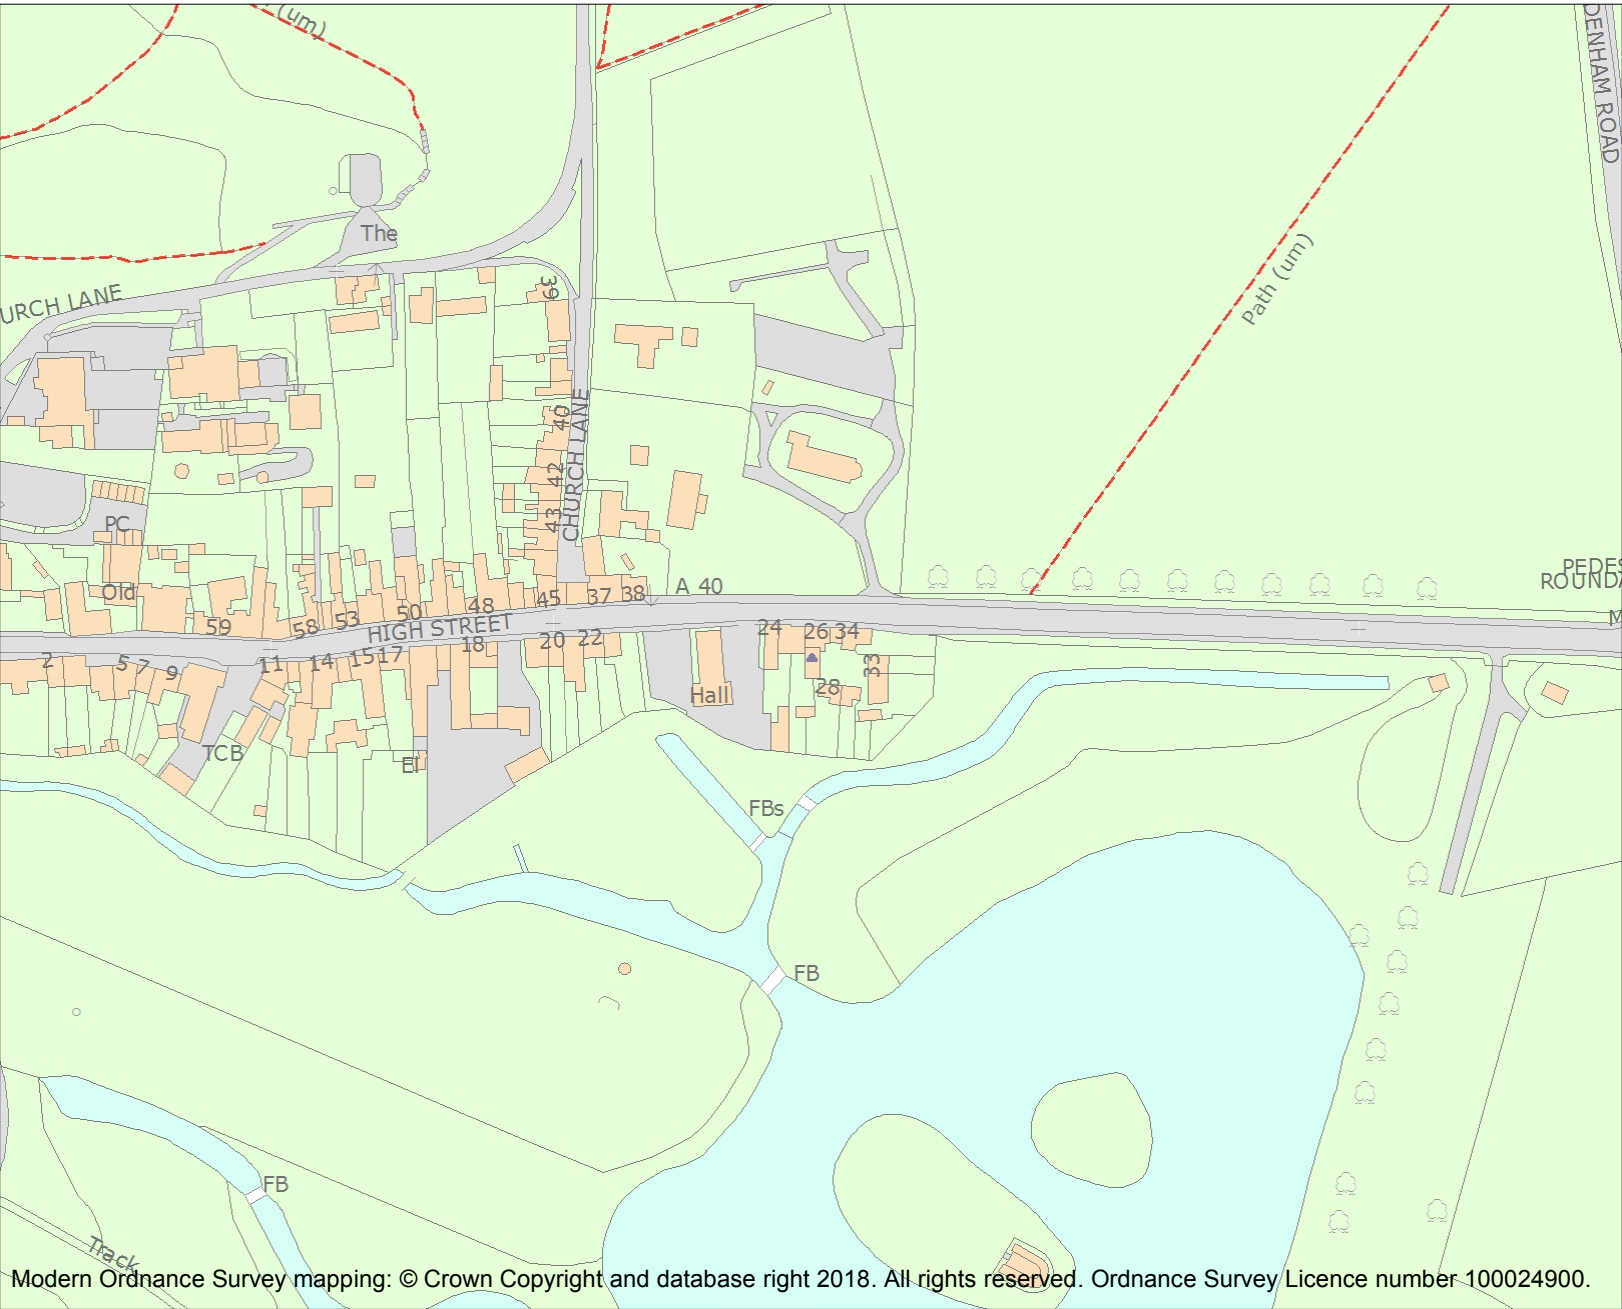 (um)
DENHAM ROAD
The
Path (um)
URCH LANE
39
40
42
43
CHURCH LANE
PC
Old
PEDES
ROUNDA
A 40
M
59
58
53
50
48
45
37
38
HIGH STREET
2
5
7
9
11
14
15
17
18
20
22
24
26
34
33
28
Hall
TCB
El
FBs
FB
FB
Track
Modern Ordnance Survey mapping: © Crown Copyright and database right 2018. All rights reserved. Ordnance Survey Licence number 100024900.